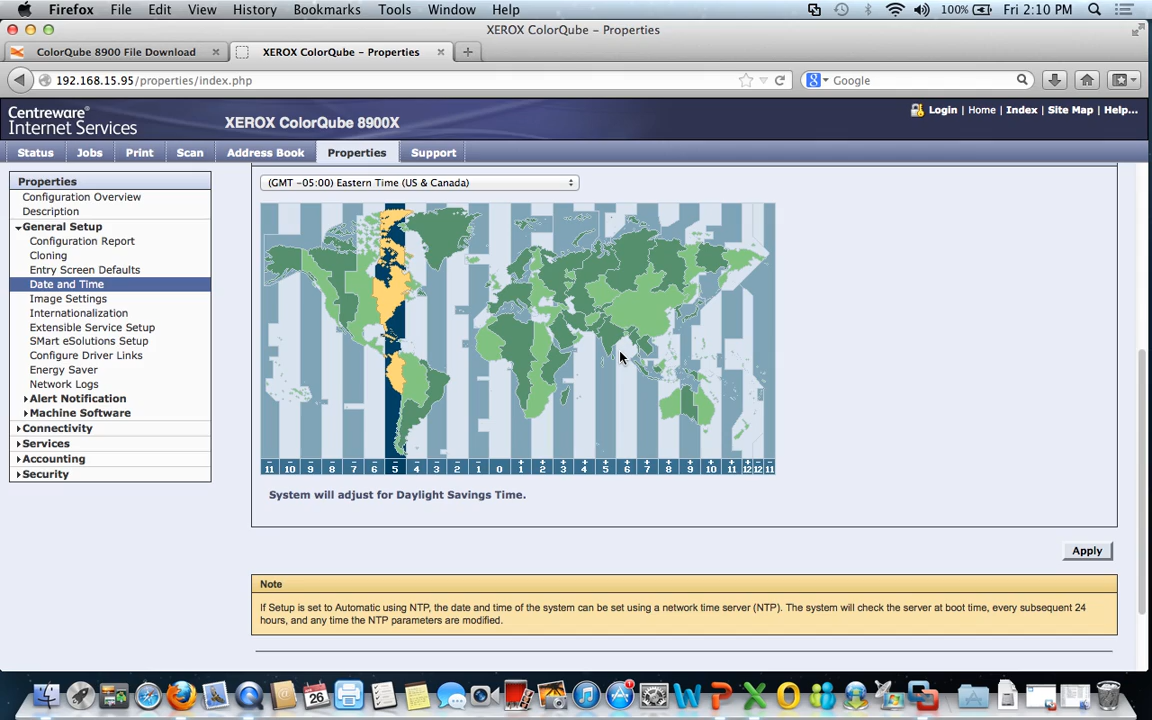 Firefox File Edit View History Bookmarks Tools Window Help 100% Fri 2:10 PM
XEROX ColorQube – Properties
ColorQube 8900 File Download XEROX ColorQube – Properties
192.168.15.95/properties/index.php Google
Centreware®
Internet Services
XEROX ColorQube 8900X
Login | Home | Index | Site Map | Help...
Status Jobs Print Scan Address Book Properties Support
Properties
Configuration Overview
Description
General Setup
Configuration Report
Cloning
Entry Screen Defaults
Date and Time
Image Settings
Internationalization
Extensible Service Setup
SMart eSolutions Setup
Configure Driver Links
Energy Saver
Network Logs
Alert Notification
Machine Software
Connectivity
Services
Accounting
Security
(GMT -05:00) Eastern Time (US & Canada)
- - - - - - - - - - - + + + + + + + + + + + + - -
11 10 9 8 7 6 5 4 3 2 1 0 1 2 3 4 5 6 7 8 9 10 11 12 12 11
System will adjust for Daylight Savings Time.
Apply
Note
If Setup is set to Automatic using NTP, the date and time of the system can be set using a network time server (NTP). The system will check the server at boot time, every subsequent 24
hours, and any time the NTP parameters are modified.
26
1